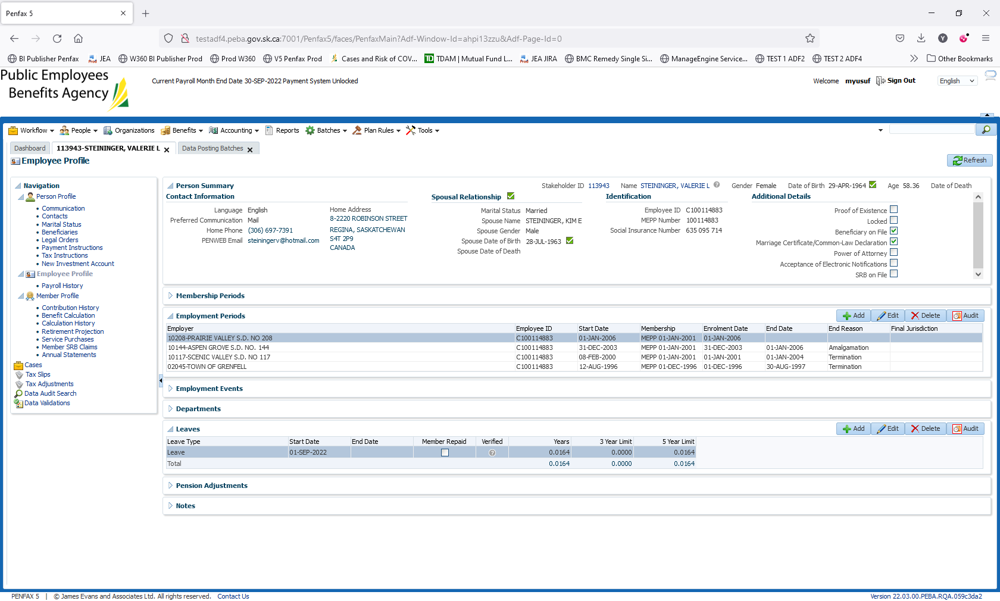 Penfax 5
testadf4.peba.gov.sk.ca:7001/Penfax5/faces/PenfaxMain?Adf-Window-Id=ahpi13zzu&Adf-Page-Id=0
BI Publisher Penfax JEA W360 BI Publisher Prod Prod W360 V5 Penfax Prod Cases and Risk of COV... TD TDAM | Mutual Fund L... JEA JIRA BMC Remedy Single Si... ManageEngine Service... TEST 1 ADF2 TEST 2 ADF4 Other Bookmarks
Public Employees
Benefits Agency
Current Payroll Month End Date 30-SEP-2022 Payment System Unlocked
Welcome myusuf Sign Out English
Workflow People Organizations Benefits Accounting Reports Batches Plan Rules Tools
Dashboard 113943-STEININGER, VALERIE L Data Posting Batches
Employee Profile
Refresh
Navigation
Person Profile
Communication
Contacts
Marital Status
Beneficiaries
Legal Orders
Payment Instructions
Tax Instructions
New Investment Account
Employee Profile
Payroll History
Member Profile
Contribution History
Benefit Calculation
Calculation History
Retirement Projection
Service Purchases
Member SRB Claims
Annual Statements
Cases
Tax Slips
Tax Adjustments
Data Audit Search
Data Validations
Person Summary
Stakeholder ID 113943 Name STEININGER, VALERIE L Gender Female Date of Birth 29-APR-1964 Age 58.36 Date of Death
Contact Information
Language English
Preferred Communication Mail
Home Phone (306) 697-7391
PENWEB Email steiningerv@hotmail.com
Home Address
8-2220 ROBINSON STREET
REGINA, SASKATCHEWAN
S4T 2P9
CANADA
Spousal Relationship
Marital Status Married
Spouse Name STEININGER, KIM E
Spouse Gender Male
Spouse Date of Birth 28-JUL-1963
Spouse Date of Death
Identification
Employee ID C100114883
MEPP Number 100114883
Social Insurance Number 635 095 714
Additional Details
Proof of Existence
Locked
Beneficiary on File
Marriage Certificate/Common-Law Declaration
Power of Attorney
Acceptance of Electronic Notifications
SRB on File
Membership Periods
Employment Periods
Add Edit Delete Audit
Employer Employee ID Start Date Membership Enrolment Date End Date End Reason Final Jurisdiction
10208-PRAIRIE VALLEY S.D. NO 208 C100114883 01-JAN-2006 MEPP 01-JAN-2001 01-JAN-2006
10144-ASPEN GROVE S.D. NO. 144 C100114883 31-DEC-2003 MEPP 01-JAN-2001 31-DEC-2003 01-JAN-2006 Amalgamation
10117-SCENIC VALLEY S.D. NO 117 C100114883 08-FEB-2000 MEPP 01-JAN-2001 01-JAN-2001 01-JAN-2004 Termination
02045-TOWN OF GRENFELL C100114883 12-AUG-1996 MEPP 01-DEC-1996 01-DEC-1996 30-AUG-1997 Termination
Employment Events
Departments
Leaves
Add Edit Delete Audit
Leave Type Start Date End Date Member Repaid Verified Years 3 Year Limit 5 Year Limit
Leave 01-SEP-2022 0.0164 0.0000 0.0164
Total 0.0164 0.0000 0.0164
Pension Adjustments
Notes
PENFAX 5 | © James Evans and Associates Ltd. All rights reserved. Contact Us
Version 22.03.00.PEBA.RQA.059c3da2